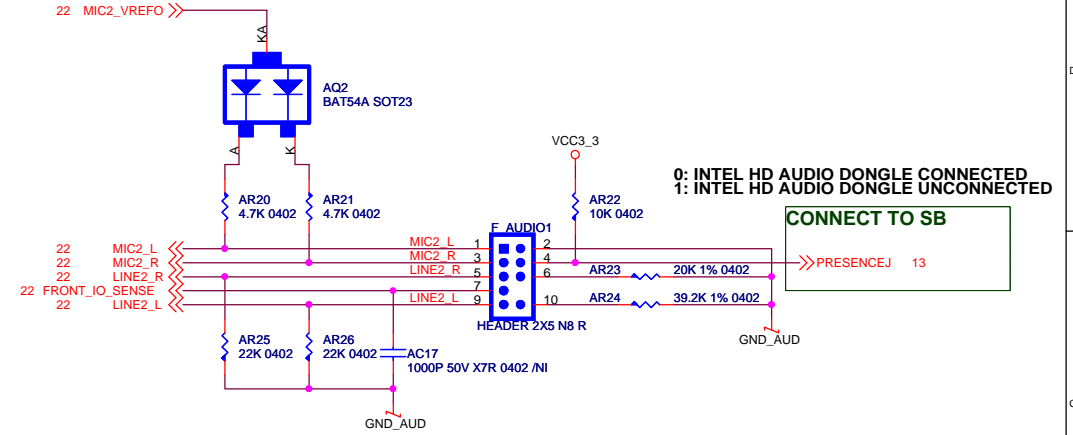 22 MIC2_VREFO
KA
AQ2
BAT54A SOT23
A
K
VCC3_3
0: INTEL HD AUDIO DONGLE CONNECTED
1: INTEL HD AUDIO DONGLE UNCONNECTED
AR20
4.7K 0402
AR21
4.7K 0402
AR22
10K 0402
CONNECT TO SB
F_AUDIO1
22 MIC2_L
MIC2_L 1
2
22 MIC2_R
MIC2_R 3
4
PRESENCEJ 13
22 LINE2_R
LINE2_R 5
6
AR23
20K 1% 0402
22 FRONT_IO_SENSE
7
22 LINE2_L
LINE2_L 9
10
AR24
39.2K 1% 0402
HEADER 2X5 N8 R
GND_AUD
AR25
22K 0402
AR26
22K 0402
AC17
1000P 50V X7R 0402 /NI
GND_AUD
D
C